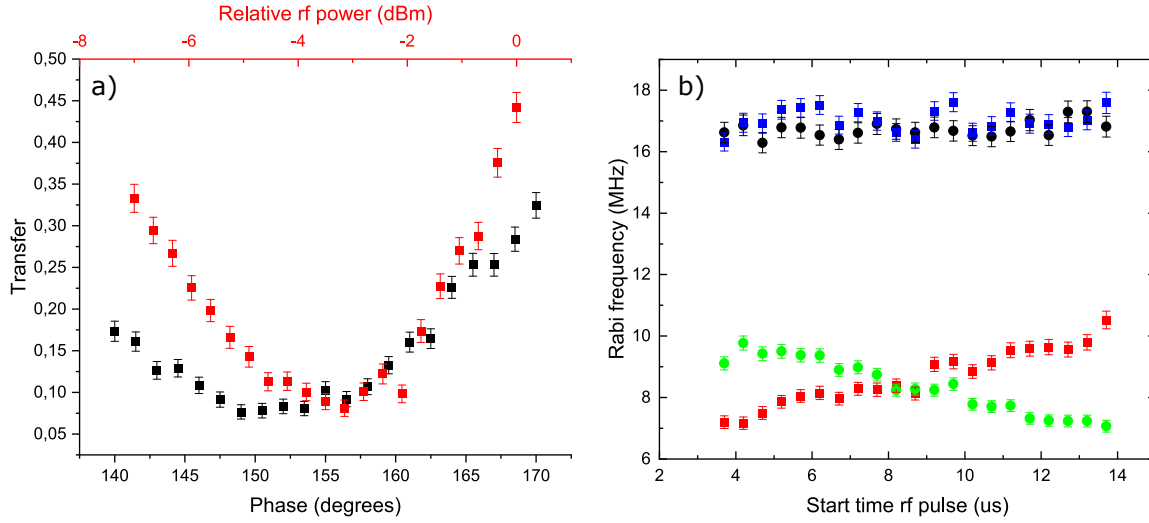 Relative rf power (dBm)
-8 -6 -4 -2 0
a)
Transfer
0,50
0,45
0,40
0,35
0,30
0,25
0,20
0,15
0,10
0,05
140 145 150 155 160 165 170
Phase (degrees)
b)
Rabi frequency (MHz)
18
16
14
12
10
8
6
2 4 6 8 10 12 14
Start time rf pulse (us)